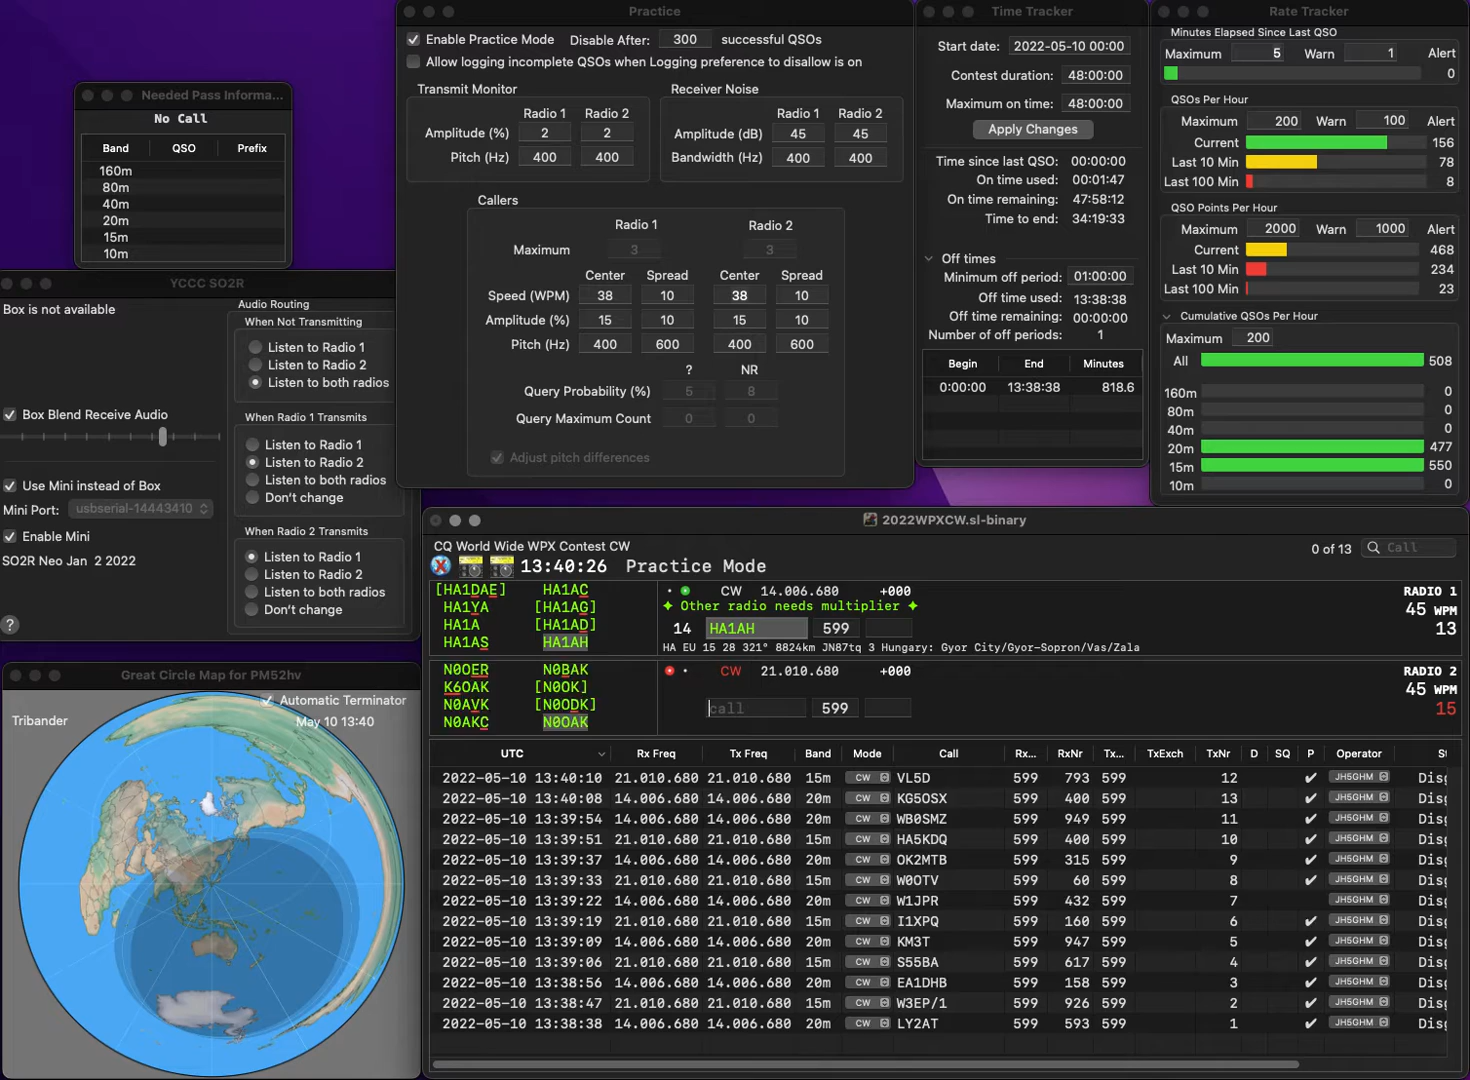 Practice
Enable Practice Mode Disable After: 300 successful QSOs
Allow logging incomplete QSOs when Logging preference to disallow is on
Transmit Monitor
Radio 1 Radio 2
Amplitude (%) 2 2
Pitch (Hz) 400 400
Receiver Noise
Radio 1 Radio 2
Amplitude (dB) 45 45
Bandwidth (Hz) 400 400
Callers
Radio 1 Radio 2
Maximum 3 3
Center Spread Center Spread
Speed (WPM) 38 10 38 10
Amplitude (%) 15 10 15 10
Pitch (Hz) 400 600 400 600
? NR
Query Probability (%) 5 8
Query Maximum Count 0 0
Adjust pitch differences
Time Tracker
Start date: 2022-05-10 00:00
Contest duration: 48:00:00
Maximum on time: 48:00:00
Apply Changes
Time since last QSO: 00:00:00
On time used: 00:01:47
On time remaining: 47:58:12
Time to end: 34:19:33
Off times
Minimum off period: 01:00:00
Off time used: 13:38:38
Off time remaining: 00:00:00
Number of off periods: 1
Begin End Minutes
0:00:00 13:38:38 818.6
Rate Tracker
Minutes Elapsed Since Last QSO
Maximum 5 Warn 1 Alert
0
QSOs Per Hour
Maximum 200 Warn 100 Alert
Current 156
Last 10 Min 78
Last 100 Min 8
QSO Points Per Hour
Maximum 2000 Warn 1000 Alert
Current 468
Last 10 Min 234
Last 100 Min 23
Cumulative QSOs Per Hour
Maximum 200
All 508
160m 0
80m 0
40m 0
20m 477
15m 550
10m 0
Needed Pass Informa...
No Call
Band QSO Prefix
160m
80m
40m
20m
15m
10m
YCCC SO2R
Box is not available
Box Blend Receive Audio
Use Mini instead of Box
Mini Port: usbserial-14443410
Enable Mini
SO2R Neo Jan 2 2022
?
Audio Routing
When Not Transmitting
Listen to Radio 1
Listen to Radio 2
Listen to both radios
When Radio 1 Transmits
Listen to Radio 1
Listen to Radio 2
Listen to both radios
Don't change
When Radio 2 Transmits
Listen to Radio 1
Listen to Radio 2
Listen to both radios
Don't change
Great Circle Map for PM52hv
Tribander
Automatic Terminator
May 10 13:40
2022WPXCW.sl-binary
CQ World Wide WPX Contest CW
0 of 13 Call
13:40:26 Practice Mode
[HA1DAE] HA1AC
HA1YA [HA1AG]
HA1A [HA1AD]
HA1AS HA1AH
CW 14.006.680 +000 RADIO 1
Other radio needs multiplier
45 WPM
14 HA1AH 599 13
HA EU 15 28 321° 8824km JN87tq 3 Hungary: Gyor City/Gyor-Sopron/Vas/Zala
N0OER N0BAK
K6OAK [N0OK]
N0AVK [N0ODK]
N0AKC N0OAK
CW 21.010.680 +000 RADIO 2
45 WPM
call 599 15
UTC Rx Freq Tx Freq Band Mode Call Rx... RxNr Tx... TxExch TxNr D SQ P Operator
2022-05-10 13:40:10 21.010.680 21.010.680 15m CW VL5D 599 793 599 12 ✔ JH5GHM Disg
2022-05-10 13:40:08 14.006.680 14.006.680 20m CW KG5OSX 599 400 599 13 ✔ JH5GHM Disg
2022-05-10 13:39:54 14.006.680 14.006.680 20m CW WB0SMZ 599 949 599 11 ✔ JH5GHM Disg
2022-05-10 13:39:51 21.010.680 21.010.680 15m CW HA5KDQ 599 400 599 10 ✔ JH5GHM Disg
2022-05-10 13:39:37 14.006.680 14.006.680 20m CW OK2MTB 599 315 599 9 ✔ JH5GHM Disg
2022-05-10 13:39:33 21.010.680 21.010.680 15m CW W0OTV 599 60 599 8 ✔ JH5GHM Disg
2022-05-10 13:39:22 14.006.680 14.006.680 20m CW W1JPR 599 432 599 7 JH5GHM Disg
2022-05-10 13:39:19 21.010.680 21.010.680 15m CW I1XPQ 599 160 599 6 ✔ JH5GHM Disg
2022-05-10 13:39:09 14.006.680 14.006.680 20m CW KM3T 599 947 599 5 ✔ JH5GHM Disg
2022-05-10 13:39:06 21.010.680 21.010.680 15m CW S55BA 599 617 599 4 ✔ JH5GHM Disg
2022-05-10 13:38:56 14.006.680 14.006.680 20m CW EA1DHB 599 158 599 3 ✔ JH5GHM Disg
2022-05-10 13:38:47 21.010.680 21.010.680 15m CW W3EP/1 599 926 599 2 ✔ JH5GHM Disg
2022-05-10 13:38:38 14.006.680 14.006.680 20m CW LY2AT 599 593 599 1 ✔ JH5GHM Disg